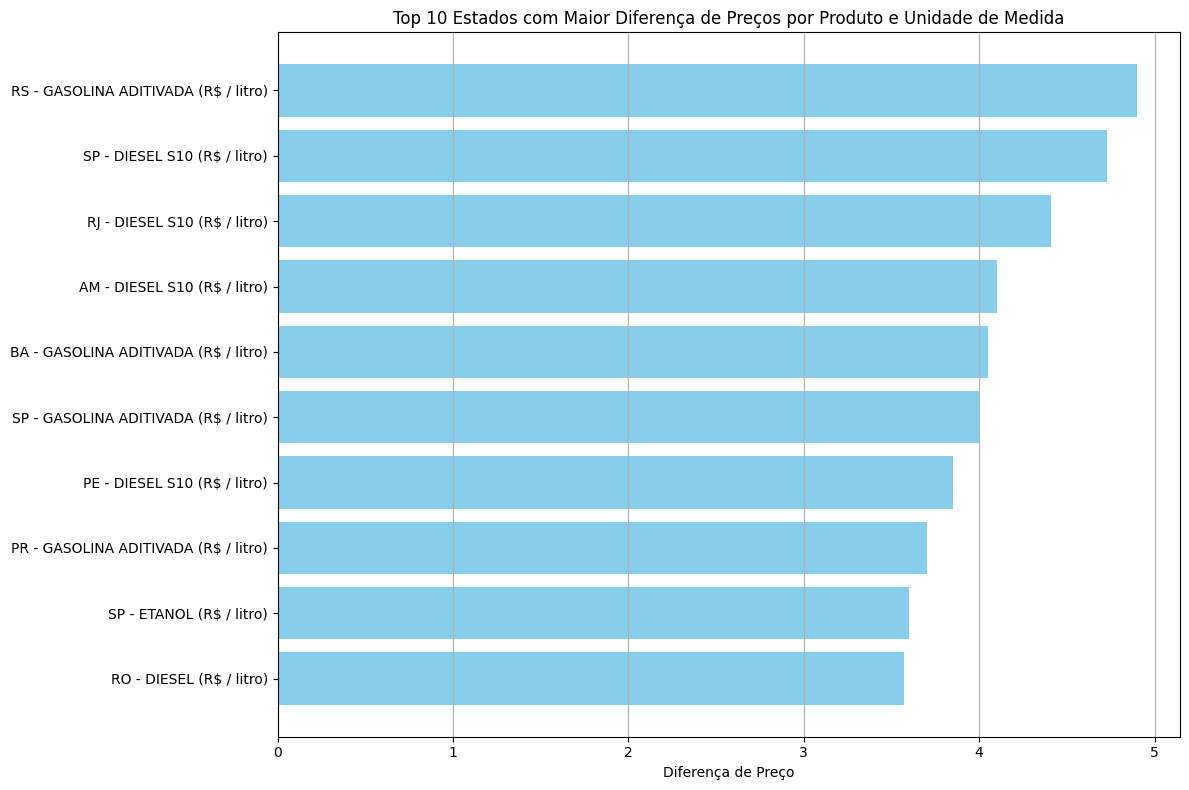 Top 10 Estados com Maior Diferença de Preços por Produto e Unidade de Medida
RS - GASOLINA ADITIVADA (R$ / litro)
SP - DIESEL S10 (R$ / litro)
RJ - DIESEL S10 (R$ / litro)
AM - DIESEL S10 (R$ / litro)
BA - GASOLINA ADITIVADA (R$ / litro)
SP - GASOLINA ADITIVADA (R$ / litro)
PE - DIESEL S10 (R$ / litro)
PR - GASOLINA ADITIVADA (R$ / litro)
SP - ETANOL (R$ / litro)
RO - DIESEL (R$ / litro)
0 1 2 3 4 5
Diferença de Preço